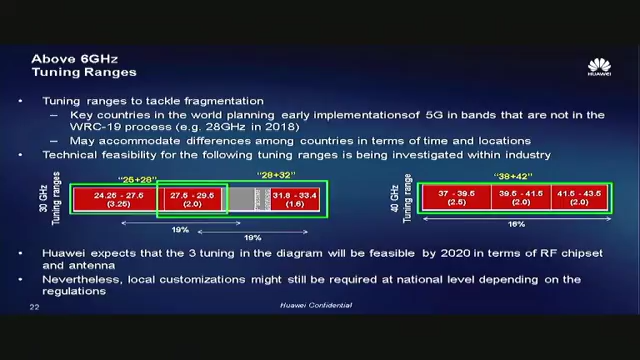 Above 6GHz
Tuning Ranges
HUAWEI
• Tuning ranges to tackle fragmentation
– Key countries in the world planning early implementations of 5G in bands that are not in the
WRC-19 process (e.g. 28GHz in 2018)
– May accommodate differences among countries in terms of time and locations
• Technical feasibility for the following tuning ranges is being investigated within industry
"26+28"
"28+32"
"38+42"
30 GHz
Tuning ranges
24.25 - 27.5
(3.25)
27.5 - 29.5
(2.0)
31.8 - 33.4
(1.6)
19%
19%
40 GHz
Tuning range
37 - 39.5
(2.5)
39.5 - 41.5
(2.0)
41.5 - 43.5
(2.0)
16%
• Huawei expects that the 3 tuning in the diagram will be feasible by 2020 in terms of RF chipset
and antenna
• Nevertheless, local customizations might still be required at national level depending on the
regulations
22
Huawei Confidential